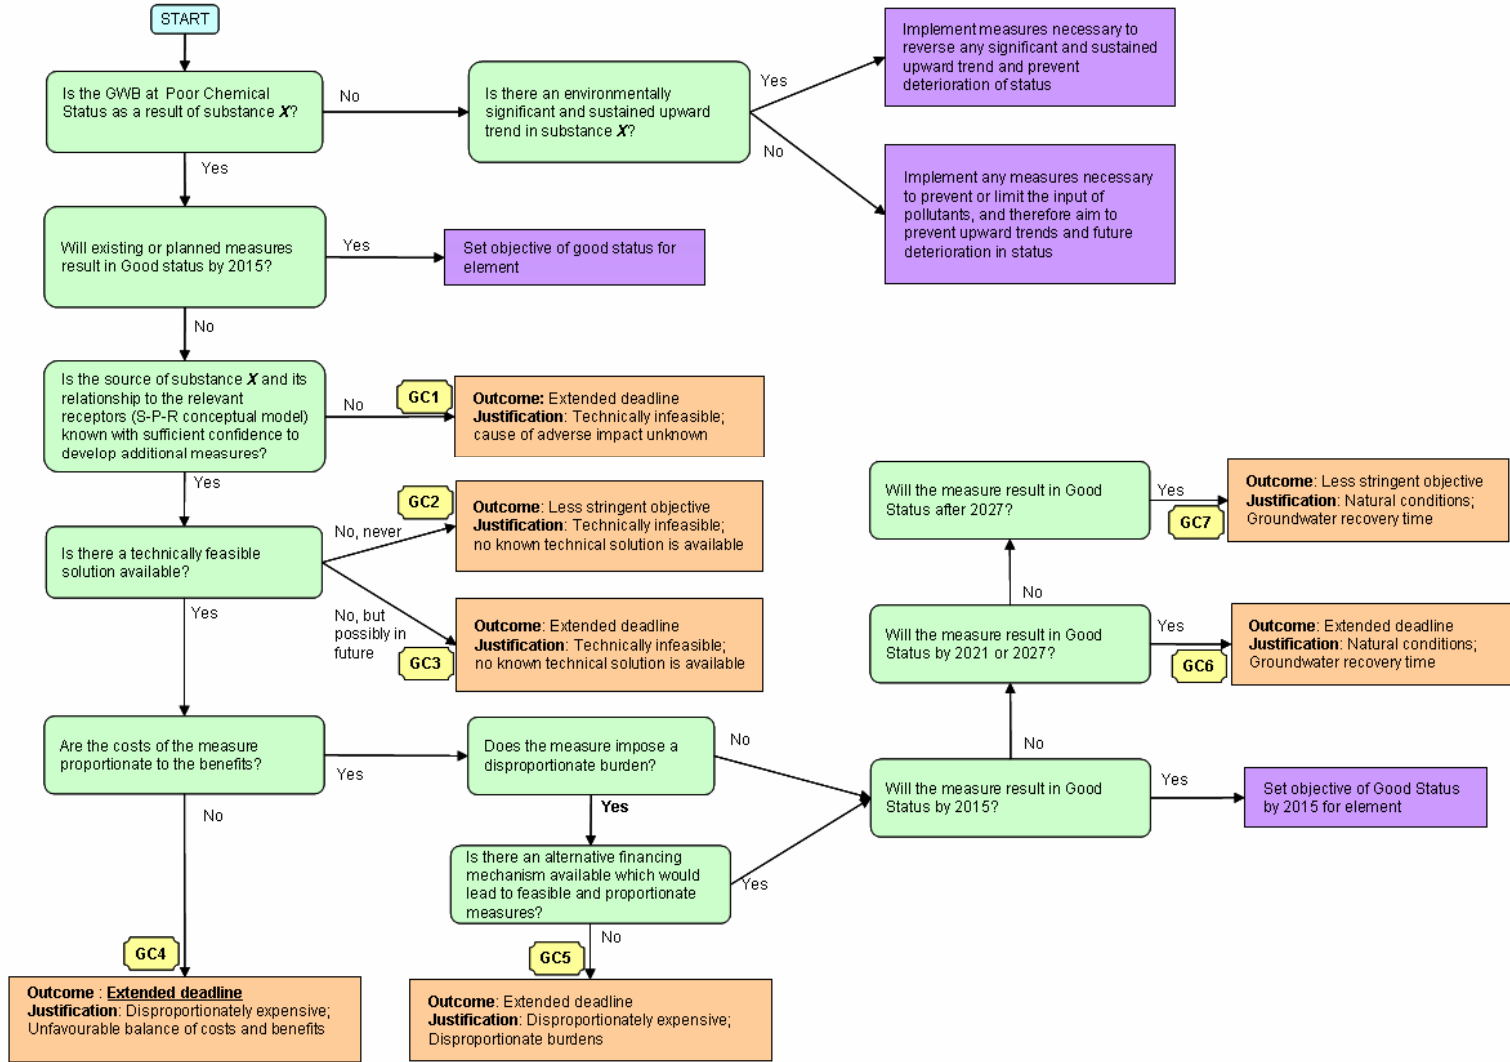 START
Is the GWB at Poor Chemical
Status as a result of substance X?
No
Is there an environmentally
significant and sustained upward
trend in substance X?
Yes
Implement measures necessary to
reverse any significant and sustained
upward trend and prevent
deterioration of status
No
Implement any measures necessary
to prevent or limit the input of
pollutants, and therefore aim to
prevent upward trends and future
deterioration in status
Yes
Will existing or planned measures
result in Good status by 2015?
Yes
Set objective of good status for
element
No
Is the source of substance X and its
relationship to the relevant
receptors (S-P-R conceptual model)
known with sufficient confidence to
develop additional measures?
No
GC1
Outcome: Extended deadline
Justification: Technically infeasible;
cause of adverse impact unknown
Yes
Is there a technically feasible
solution available?
No, never
GC2
Outcome: Less stringent objective
Justification: Technically infeasible;
no known technical solution is available
No, but
possibly in
future
GC3
Outcome: Extended deadline
Justification: Technically infeasible;
no known technical solution is available
Yes
Are the costs of the measure
proportionate to the benefits?
Yes
Does the measure impose a
disproportionate burden?
No
Yes
Is there an alternative financing
mechanism available which would
lead to feasible and proportionate
measures?
Yes
No
GC5
Outcome: Extended deadline
Justification: Disproportionately expensive;
Disproportionate burdens
No
GC4
Outcome : Extended deadline
Justification: Disproportionately expensive;
Unfavourable balance of costs and benefits
Will the measure result in Good
Status by 2015?
Yes
Set objective of Good Status
by 2015 for element
No
Will the measure result in Good
Status by 2021 or 2027?
Yes
GC6
Outcome: Extended deadline
Justification: Natural conditions;
Groundwater recovery time
No
Will the measure result in Good
Status after 2027?
Yes
GC7
Outcome: Less stringent objective
Justification: Natural conditions;
Groundwater recovery time